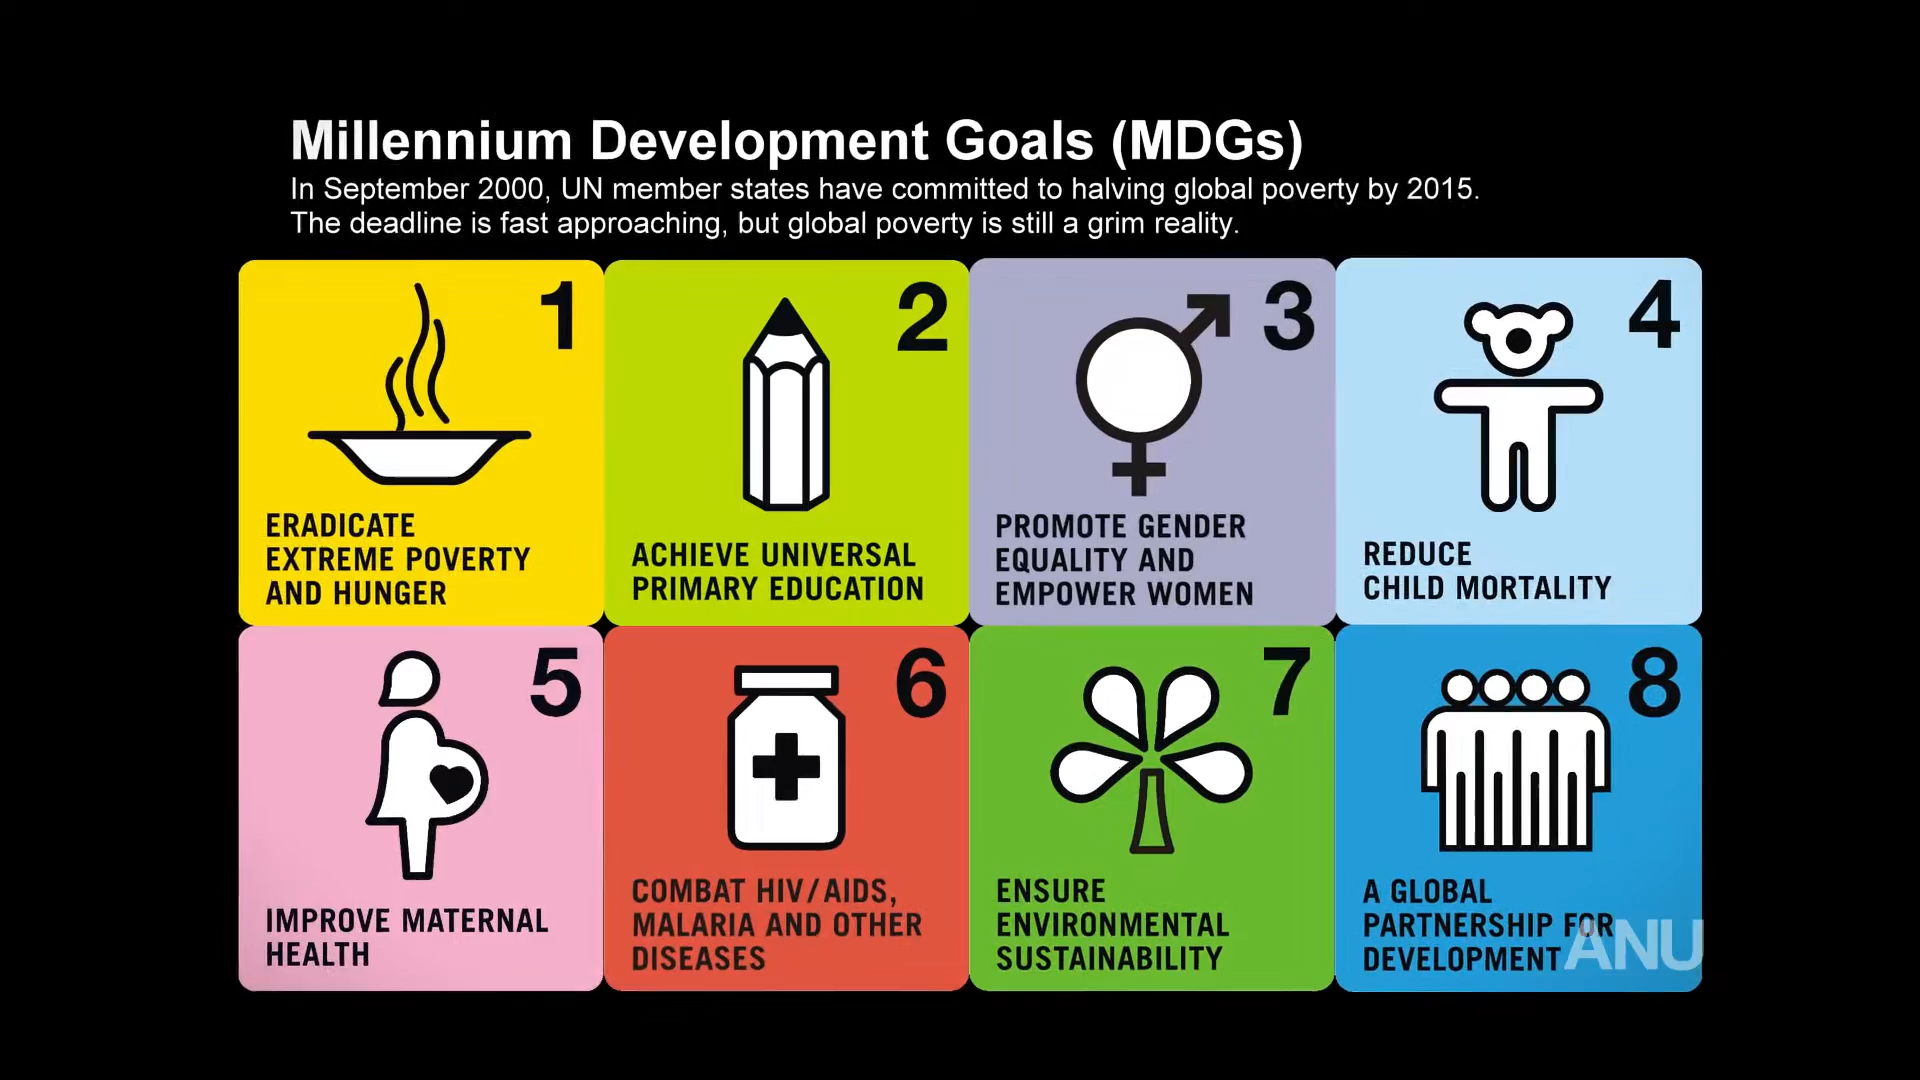 Millennium Development Goals (MDGs)
In September 2000, UN member states have committed to halving global poverty by 2015.
The deadline is fast approaching, but global poverty is still a grim reality.
1
ERADICATE
EXTREME POVERTY
AND HUNGER
2
ACHIEVE UNIVERSAL
PRIMARY EDUCATION
3
PROMOTE GENDER
EQUALITY AND
EMPOWER WOMEN
4
REDUCE
CHILD MORTALITY
5
IMPROVE MATERNAL
HEALTH
6
COMBAT HIV/AIDS,
MALARIA AND OTHER
DISEASES
7
ENSURE
ENVIRONMENTAL
SUSTAINABILITY
8
A GLOBAL
PARTNERSHIP FOR
DEVELOPMENT
ANU